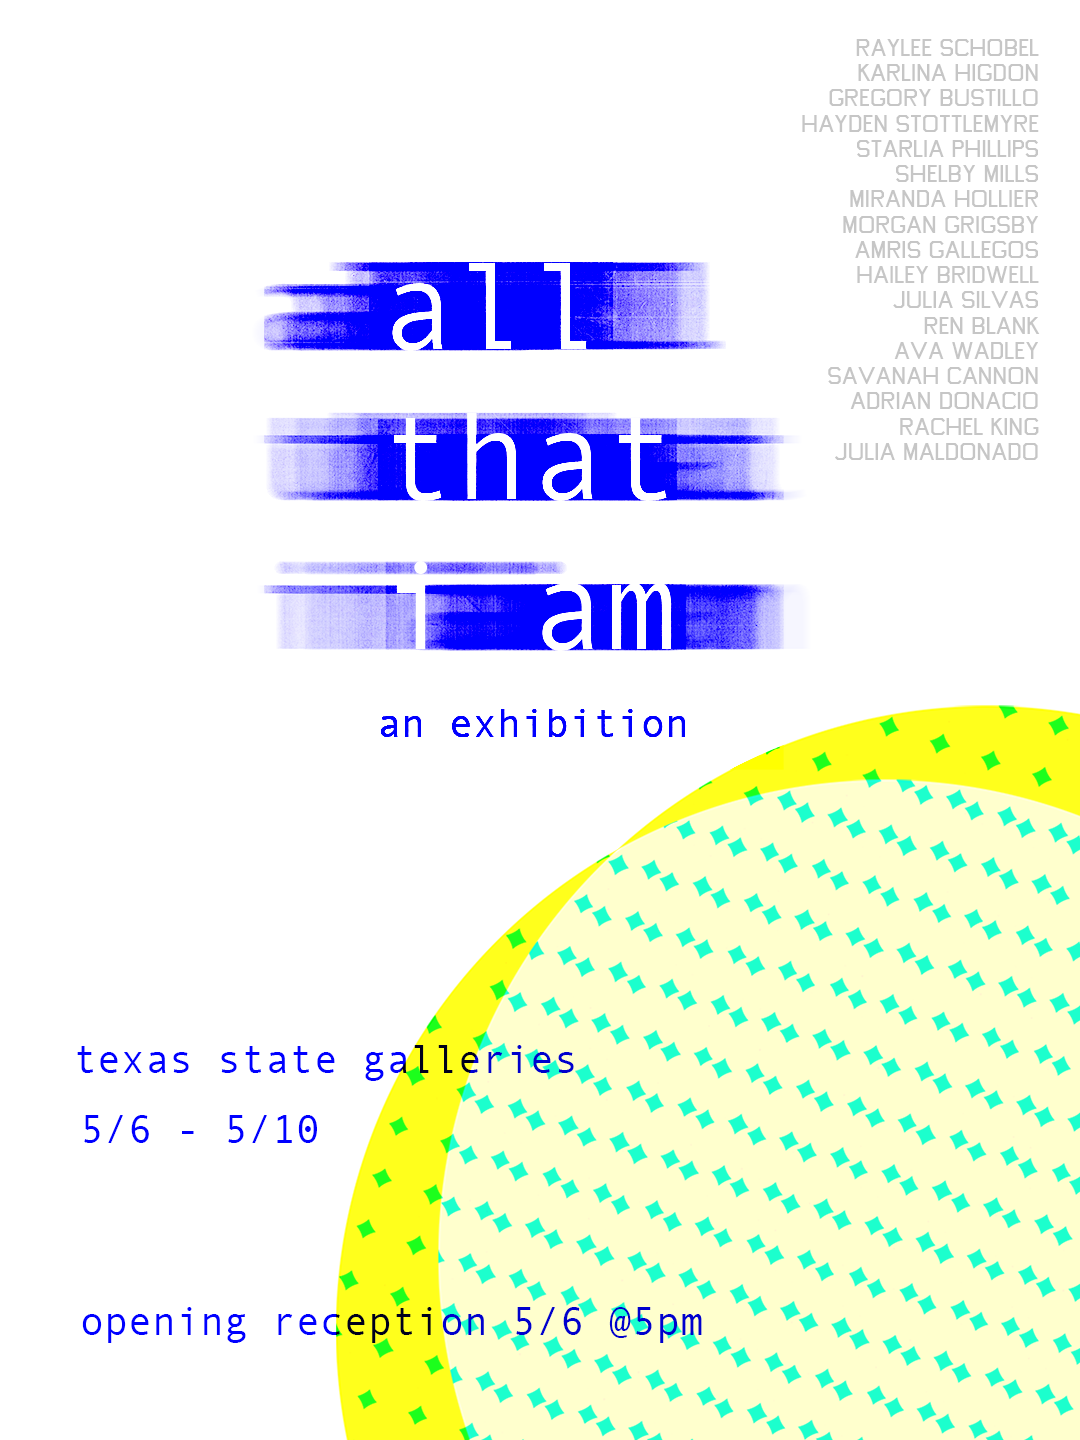 RAYLEE SCHOBEL
KARLINA HIGDON
GREGORY BUSTILLO
HAYDEN STOTTLEMYRE
STARLIA PHILLIPS
SHELBY MILLS
MIRANDA HOLLIER
MORGAN GRIGSBY
AMRIS GALLEGOS
HAILEY BRIDWELL
JULIA SILVAS
REN BLANK
AVA WADLEY
SAVANAH CANNON
ADRIAN DONACIO
RACHEL KING
JULIA MALDONADO
all
that
i am
an exhibition
texas state galleries
5/6 - 5/10
opening reception 5/6 @5pm